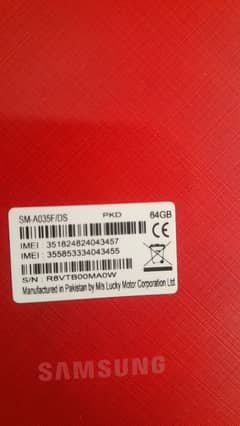 SM-A035F/DS PKD 64GB
IMEI : 351824824043457
IMEI : 355853334043455
S/N : R8VTB00MA0W
Manufactured in Pakistan by M/s Lucky Motor Corporation Ltd.
SAMSUNG